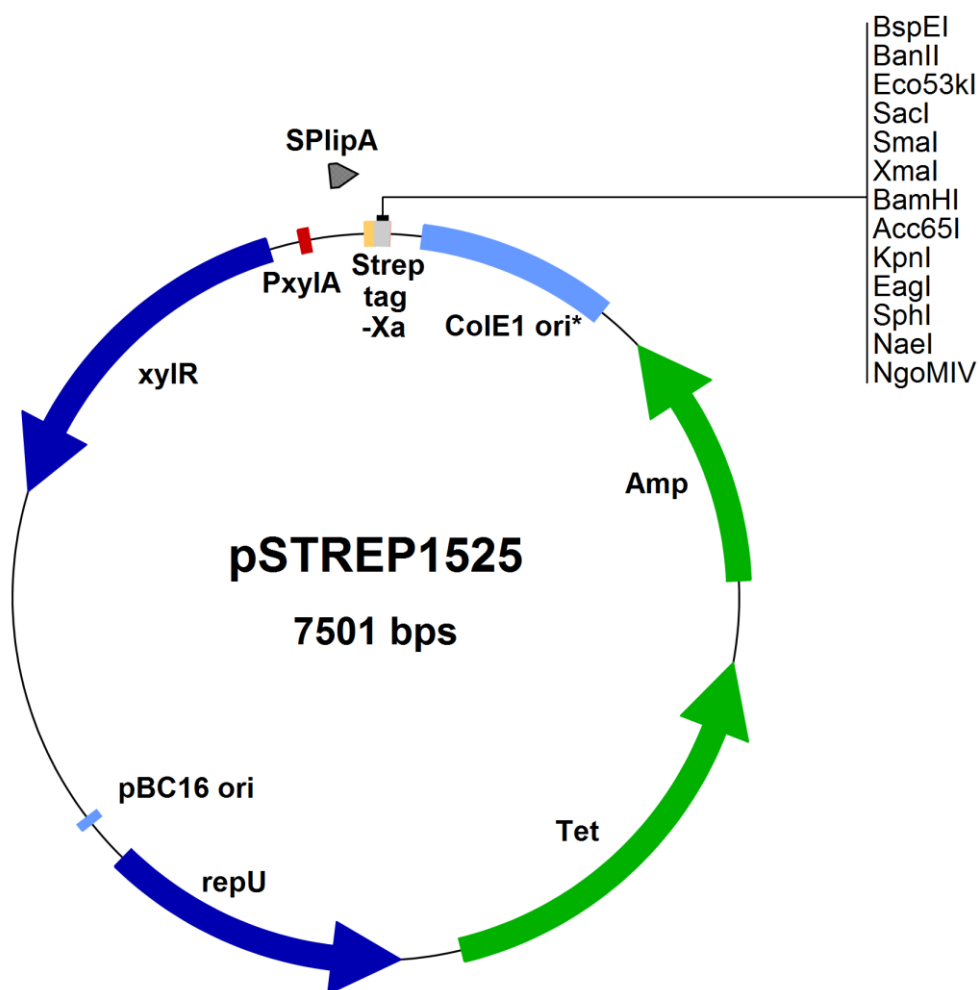 BspEI
BanII
Eco53kI
SacI
SmaI
XmaI
BamHI
Acc65I
KpnI
EagI
SphI
NaeI
NgoMIV
SPlipA
PxylA
Strep
tag
-Xa
ColE1 ori*
xylR
Amp
pSTREP1525
7501 bps
pBC16 ori
repU
Tet